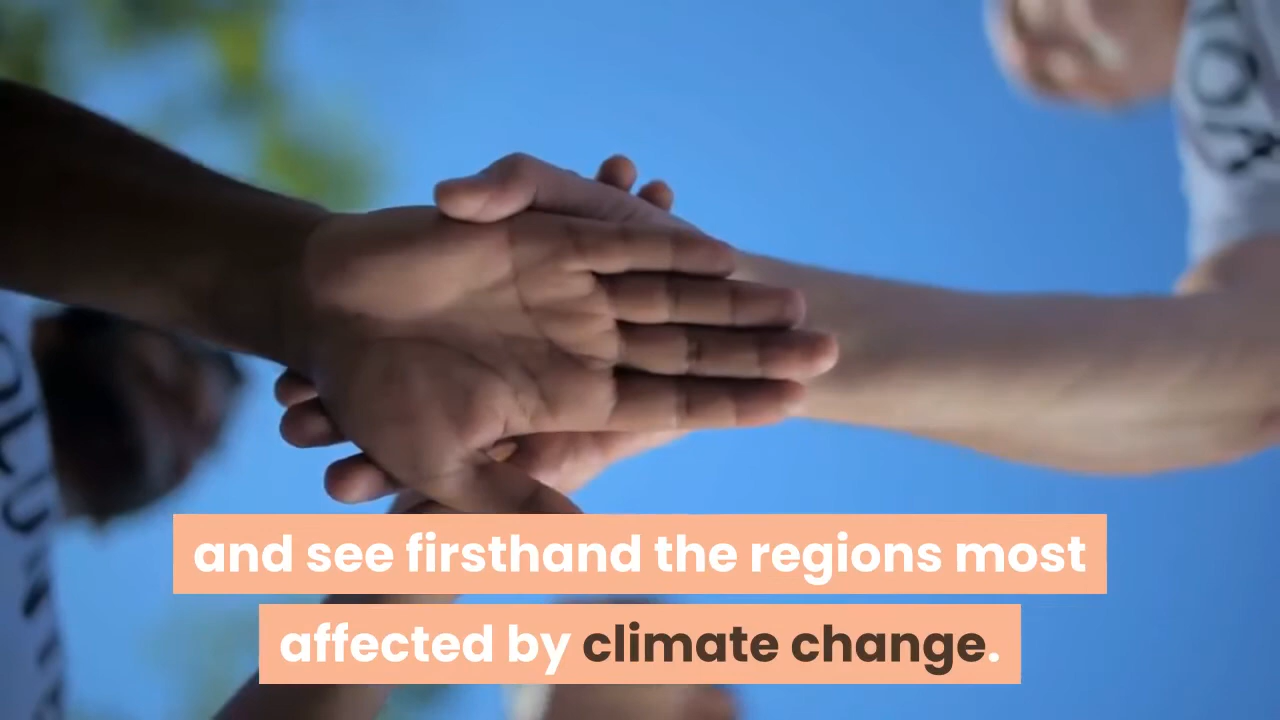 and see firsthand the regions most
affected by climate change.